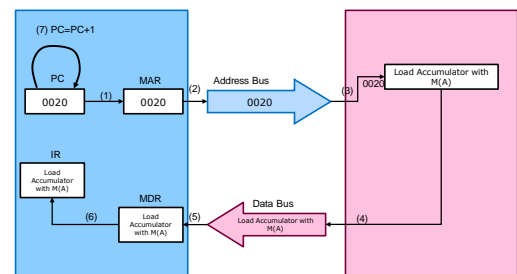 (7) PC=PC+1
PC
MAR
Address Bus
0020
(1)
0020
(2)
0020
(3)
0020
Load Accumulator with
M(A)
IR
Load
Accumulator
with M(A)
(6)
MDR
Load
Accumulator
with M(A)
(5)
Data Bus
Load Accumulator with
M(A)
(4)